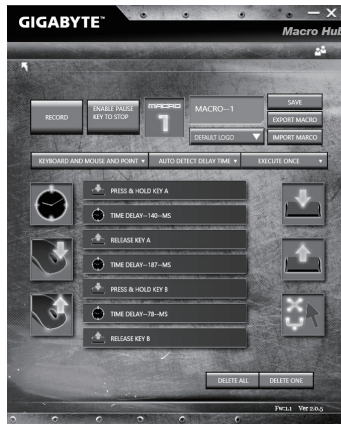 GIGABYTE™
Macro Hub
RECORD
ENABLE PAUSE
KEY TO STOP
MACRO
1
MACRO--1
DEFAULT LOGO
SAVE
EXPORT MACRO
IMPORT MARCO
KEYBOARD AND MOUSE AND POINT
AUTO DETECT DELAY TIME
EXECUTE ONCE
PRESS & HOLD KEY A
TIME DELAY--140--MS
RELEASE KEY A
TIME DELAY--187--MS
PRESS & HOLD KEY B
TIME DELAY--78--MS
RELEASE KEY B
DELETE ALL
DELETE ONE
Fw:1.1 Ver 2.0.5